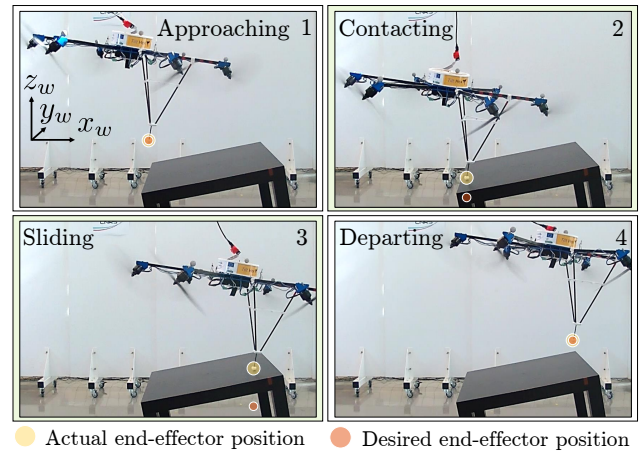 Approaching 1
z_w
y_w
x_w
Contacting 2
Sliding 3
Departing 4
Actual end-effector position
Desired end-effector position